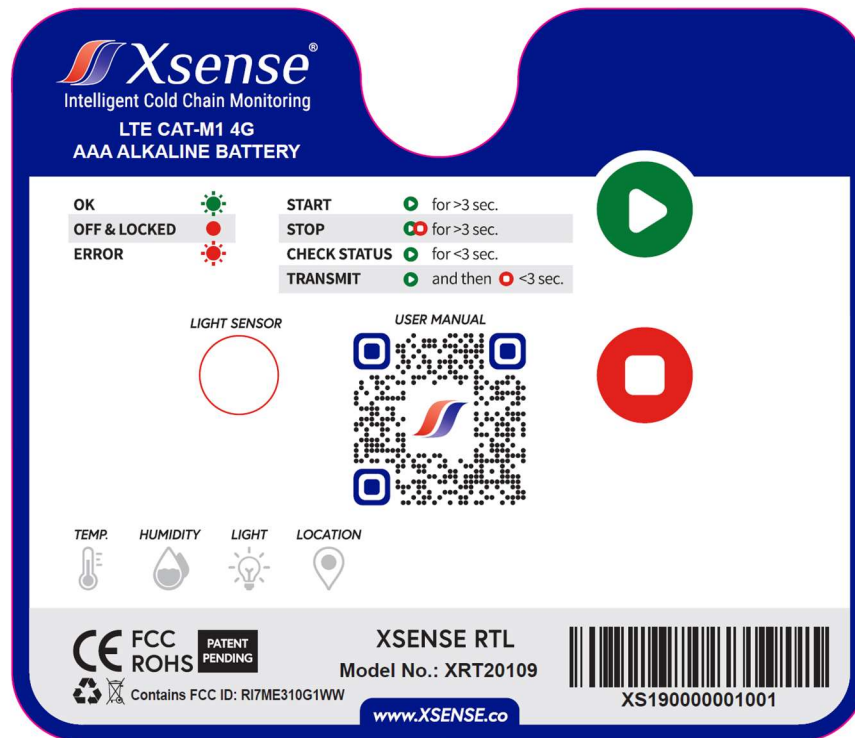 Xsense®
Intelligent Cold Chain Monitoring
LTE CAT-M1 4G
AAA ALKALINE BATTERY
OK
OFF & LOCKED
ERROR
START for >3 sec.
STOP for >3 sec.
CHECK STATUS for <3 sec.
TRANSMIT and then <3 sec.
LIGHT SENSOR
USER MANUAL
TEMP. HUMIDITY LIGHT LOCATION
CE FCC
ROHS
PATENT
PENDING
Contains FCC ID: RI7ME310G1WW
XSENSE RTL
Model No.: XRT20109
XS190000001001
www.XSENSE.co